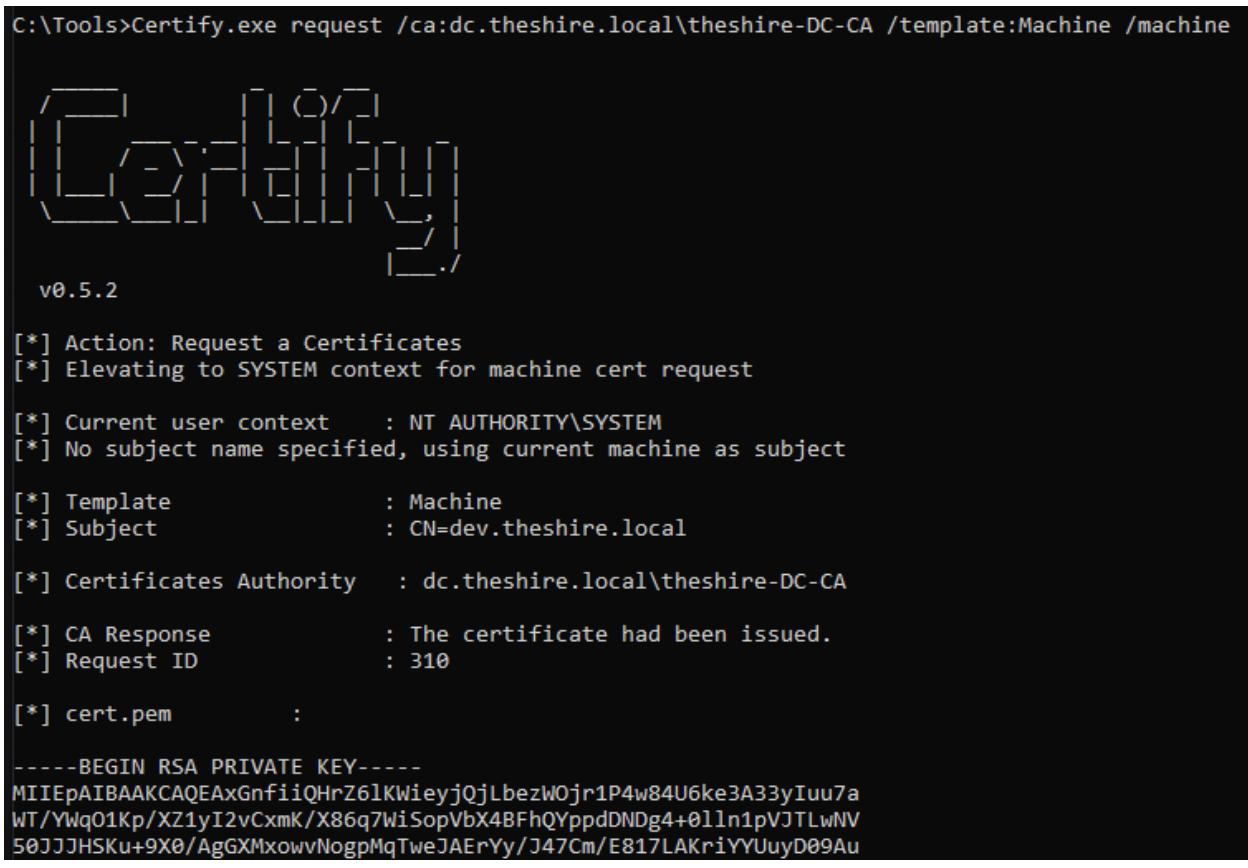 C:\Tools>Certify.exe request /ca:dc.theshire.local\theshire-DC-CA /template:Machine /machine
Certify
v0.5.2
[*] Action: Request a Certificates
[*] Elevating to SYSTEM context for machine cert request
[*] Current user context    : NT AUTHORITY\SYSTEM
[*] No subject name specified, using current machine as subject
[*] Template                : Machine
[*] Subject                 : CN=dev.theshire.local
[*] Certificates Authority   : dc.theshire.local\theshire-DC-CA
[*] CA Response             : The certificate had been issued.
[*] Request ID              : 310
[*] cert.pem         :
-----BEGIN RSA PRIVATE KEY-----
MIIEpAIBAAKCAQEAxGnfiiQHrZ6lKWieyjQjLbezWOjr1P4w84U6ke3A33yIuu7a
WT/YWqO1Kp/XZ1yI2vCxmK/X86q7WiSopVbX4BFhQYppdDNDg4+0lln1pVJTLwNV
50JJJHSKu+9X0/AgGXMxowvNogpMqTweJAErYy/J47Cm/E817LAKriYYUuyD09Au